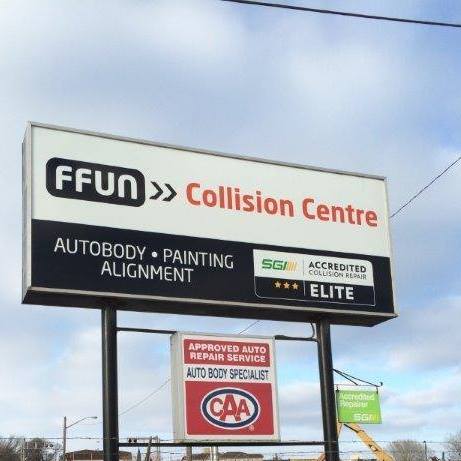 FFUN >> Collision Centre
AUTOBODY • PAINTING
ALIGNMENT
SGI
ACCREDITED
COLLISION REPAIR
ELITE
APPROVED AUTO
REPAIR SERVICE
AUTO BODY SPECIALIST
CAA
Accredited
Repairer
SGI